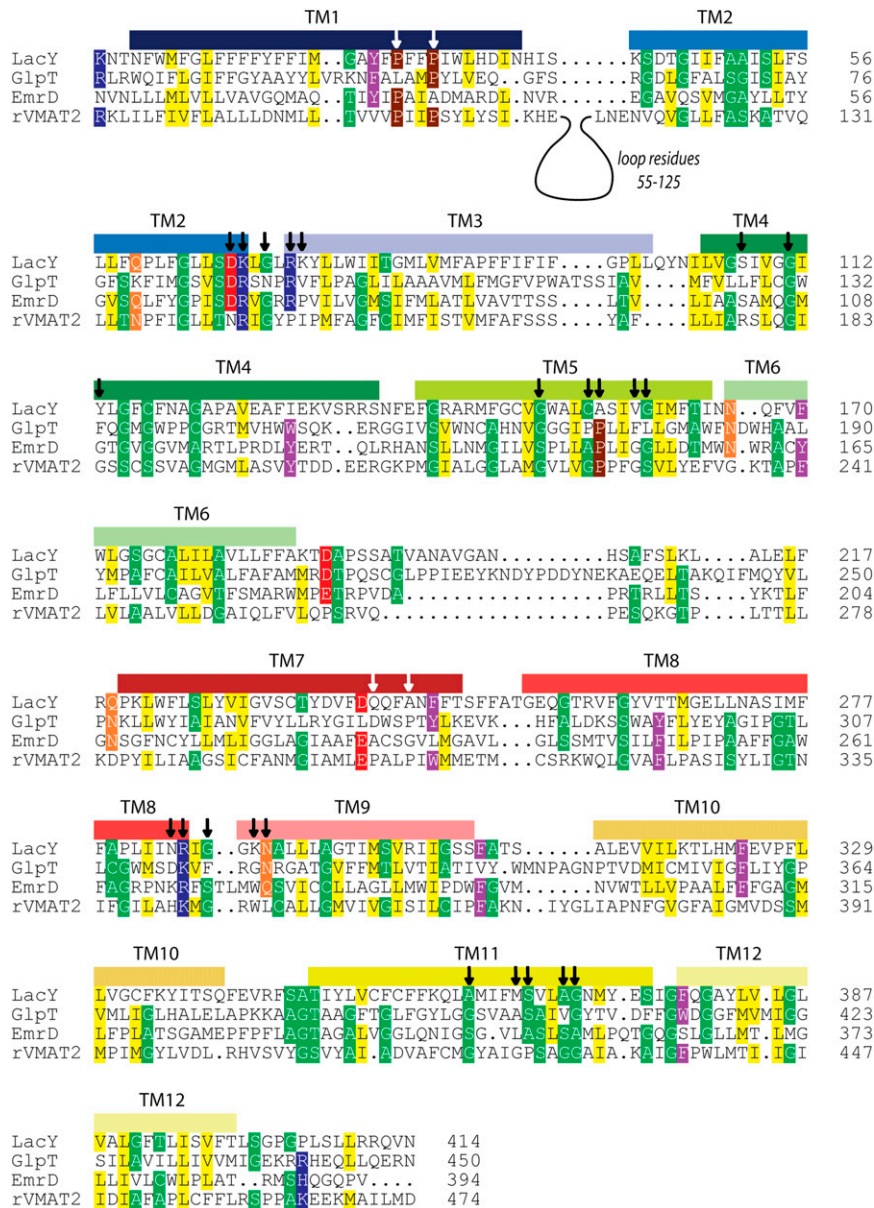 TM1 TM2
LacY KNTNFWMFGLFFFFYFFIM..GAYFPFFPIWLHDINHIS......KSDTGIIFAAISLFS 56
GlpT RLRWQIFLGIFFGYAAYYLVRKNFALAMPYLVEQ.GFS......RGDLGFALSGISIAY 76
EmrD NVNLLLMLVLLVAVGQMAQ..TIYIPAIADMARDL.NVR......EGAVQSVMGAYLLTY 56
rVMAT2 RKLILFIVFLALLLDNMLL..TVVVPIIPSYLYSI.KHE LNENVQVGLLFASKATVQ 131
loop residues
55-125
TM2 TM3 TM4
LacY LLFQPLFGLLSDKLGLRKYLLWIITGMLVMFAPFFIFIF....GPLLQYNILVGSIVGGI 112
GlpT GFSKFIMGSVSDRSNPRVFLPAGLILAAAVMLFMGFVPWATSSIAV....MFVLLFLCGW 132
EmrD GVSQLFYGPISDRVGRRPVILVGMSIFMLATLVAVTTSS....LTV....LIAASAMQGM 108
rVMAT2 LLTNPFIGLLTNRIGYPIPMFAGFCIMFISTVMFAFSSS....YAF....LLIARSLQGI 183
TM4 TM5 TM6
LacY YLGFCFNAGAPAVEAFIEKVSRRSNFEFGRARMFGCVGWALCASIVGIMFTINN..QFVF 170
GlpT FQGMGWPPCGRTMVHWWSQK..ERGGIVSVWNCAHNVGGGIPPLLFLLGMAWFNDWHAAL 190
EmrD GTGVGGVMARTLPRDLYERT..QLRHANSLLNMGILVSPLLAPLIGGLLDTMWN.WRACY 165
rVMAT2 GSSCSSVAGMGMLASVYTDD.EERGKPMGIALGGLAMGVLVGPPFGSVLYEFVG.KTAPF 241
TM6
LacY WLGSGCALILAVLLFFAKTDAPSSATVANAVGAN.........HSAFSLKL....ALELF 217
GlpT YMPAFCAILVALFAFAMMRDTPQSCGLPPIEEYKNDYPDDYNEKAEQELTAKQIFMQYVL 250
EmrD LFLLVLCAGVTFSMARWMPETRPVDA.................PRTRLLTS....YKTLF 204
rVMAT2 LVLAALVLLDGAIQLFVLQPSRVQ...................PESQKGTP....LTTLL 278
TM7 TM8
LacY RQPKLWFLSLYVIGVSCTYDVFDQQFANFFTSFFATGEQGTRVFGYVTTMGELLNASIMF 277
GlpT PNKLLWYIAIANVFVYLLRYGILDWSPTYLKEVK...HFALDKSSWAYFLYEYAGIPGTL 307
EmrD GNSGFNCYLLMLIGGLAGIAAFEACSGVLMGAVL...GLSSMTVSILFILPIPAAFFGAW 261
rVMAT2 KDPYILIAAGSICFANMGIAMLEPALPIWMMETM...CSRKWQLGVAFLPASISYLIGTN 335
TM8 TM9 TM10
LacY FAPLIINRIG..GKNALLLAGTIMSVRIIGSSFATS......ALEVVILKTLHMFEVPFL 329
GlpT LCGWMSDKVF..RGNRGATGVFFMTLVTIATIVY.WMNPAGNPTVDMICMIVIGFLIYGP 364
EmrD FAGRPNKRFSTLMWQSVICCLLAGLLMWIPDWFGVM....NVWTLLVPAALFFFGAGM 315
rVMAT2 IFGILAHKMG..RWLCALLGMVIVGISILCIPFAKN..IYGLIAPNFGVGFAIGMVDSSM 391
TM10 TM11 TM12
LacY LVGCFKYITSQFEVRFSATIYLVCFCFFKQLAMIFMSVLAGNMY.ESIGFQGAYLV.LGL 387
GlpT VMLIGLHALELAPKKAAGTAAGFTGLFGYLGGSVAASAIVGYTV.DFFGWDGGFMVMIGG 423
EmrD LFPLATSGAMEPFPFLAGTAGALVGGLQNIGSG.VLASLSAMLPQTGQGSLGLLMT.LMG 373
rVMAT2 MPIMGYLVDLRHVSVYGSVYAI.ADVAFCMGYAIGPSAGGAIA.KAIGFPWLMTI.IGI 447
TM12
LacY VALGFTLISVFTLSGPGPLSLLRRQVN 414
GlpT SILAVILLIVVMIGEKRRHEQLLQERN 450
EmrD LLIVLCWLPLAT..RMSHQGQPV.... 394
rVMAT2 IDIAFAPLCFFLRSPPAKEEKMAILMD 474